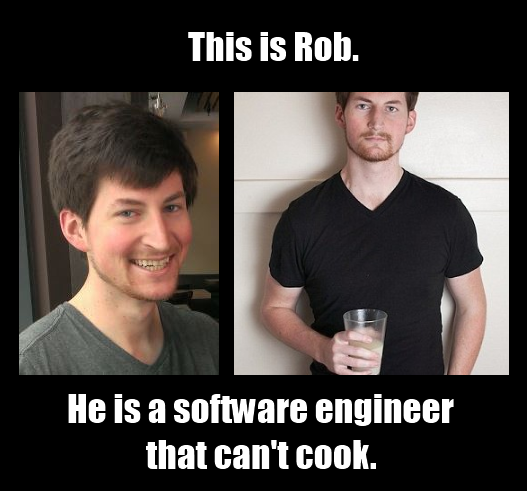 This is Rob.
He is a software engineer
that can't cook.